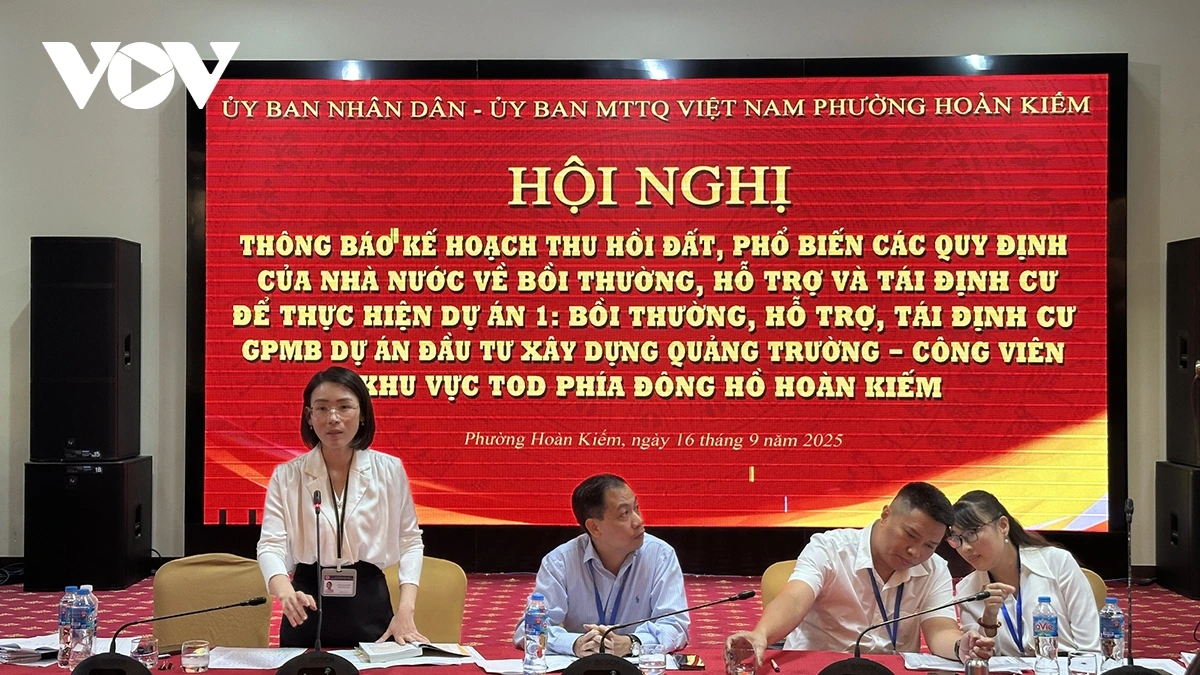 VOV
ỦY BAN NHÂN DÂN - ỦY BAN MTTQ VIỆT NAM PHƯỜNG HOÀN KIẾM
HỘI NGHỊ
THÔNG BÁO KẾ HOẠCH THU HỒI ĐẤT, PHỔ BIẾN CÁC QUY ĐỊNH
CỦA NHÀ NƯỚC VỀ BỒI THƯỜNG, HỖ TRỢ VÀ TÁI ĐỊNH CƯ
ĐỂ THỰC HIỆN DỰ ÁN 1: BỒI THƯỜNG, HỖ TRỢ, TÁI ĐỊNH CƯ
GPMB DỰ ÁN ĐẦU TƯ XÂY DỰNG QUẢNG TRƯỜNG – CÔNG VIÊN
KHU VỰC TOD PHÍA ĐÔNG HỒ HOÀN KIẾM
Phường Hoàn Kiếm, ngày 16 tháng 9 năm 2025